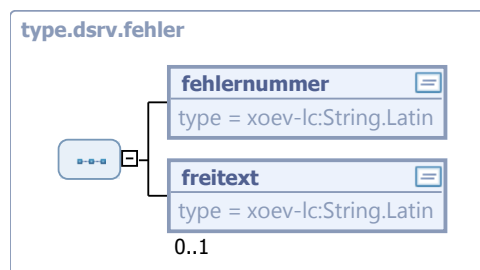 type.dsrv.fehler
fehlernummer
type = xoev-lc:String.Latin
freitext
type = xoev-lc:String.Latin
0..1